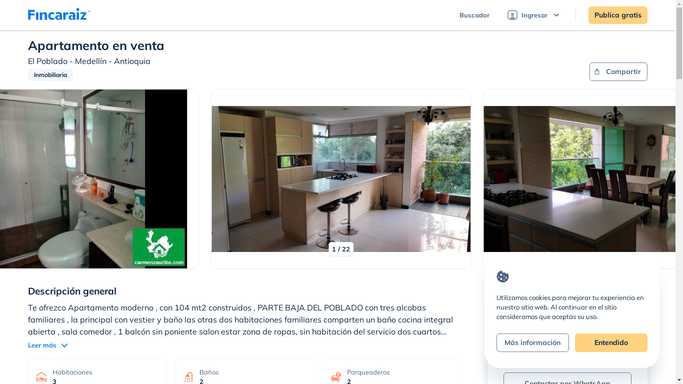 Fincaraiz
Buscador
Ingresar
Publica gratis
Apartamento en venta
El Poblado - Medellín - Antioquia
Inmobiliaria
Compartir
1 / 22
Descripción general
Te ofrezco Apartamento moderno , con 104 mt2 construidos , PARTE BAJA DEL POBLADO con tres alcobas
familiares , la principal con vestier y baño las otras dos habitaciones familiares comparten un baño cocina integral
abierta , sala comedor , 1 balcón sin poniente salon estar zona de ropas, sin habitación del servicio dos cuartos...
Leer más
Habitaciones
3
Baños
2
Parqueaderos
2
Utilizamos cookies para mejorar tu experiencia en
nuestro sitio web. Al continuar en el sitio
consideramos que aceptas su uso.
Más información
Entendido
Contactar por WhatsApp